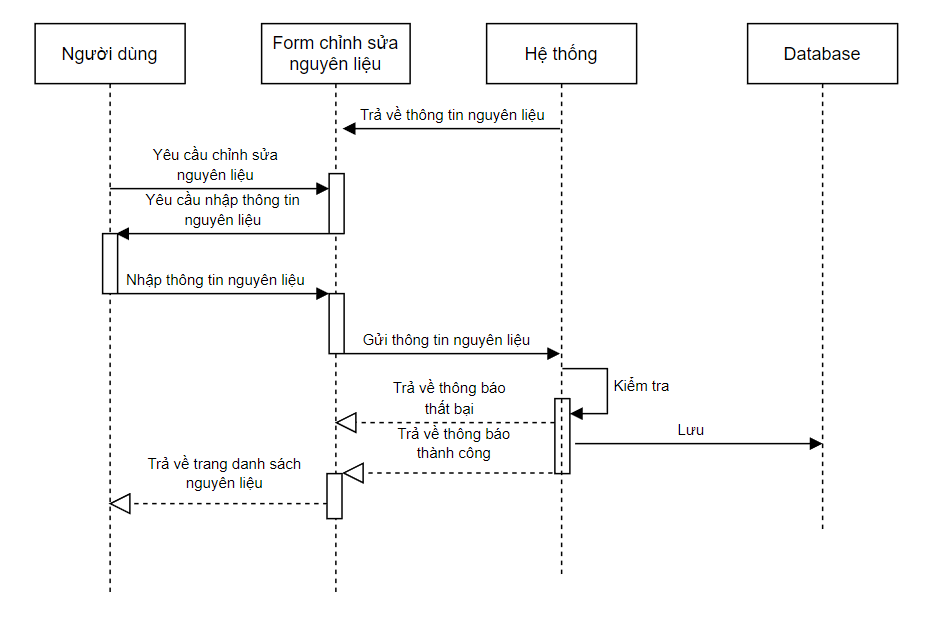 Người dùng
Form chỉnh sửa
nguyên liệu
Hệ thống
Database
Trả về thông tin nguyên liệu
Yêu cầu chỉnh sửa
nguyên liệu
Yêu cầu nhập thông tin
nguyên liệu
Nhập thông tin nguyên liệu
Gửi thông tin nguyên liệu
Kiểm tra
Trả về thông báo
thất bại
Lưu
Trả về thông báo
thành công
Trả về trang danh sách
nguyên liệu